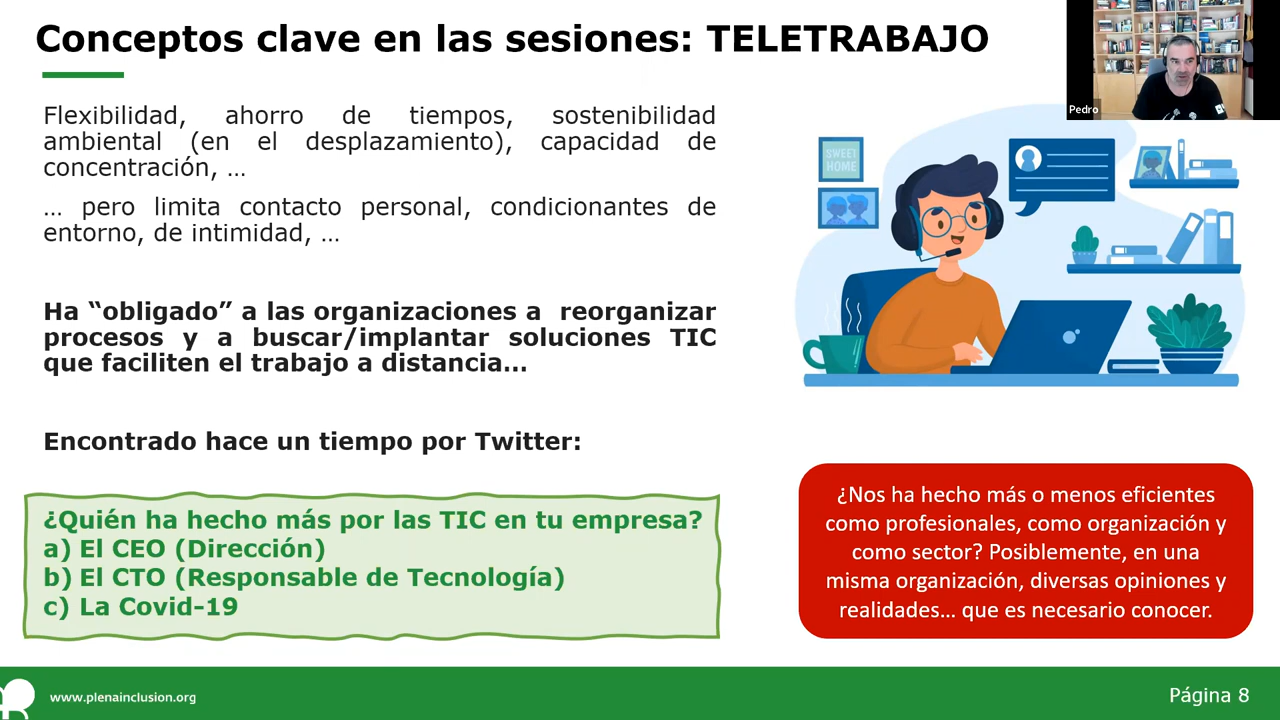 Conceptos clave en las sesiones: TELETRABAJO
Pedro
Flexibilidad, ahorro de tiempos, sostenibilidad
ambiental (en el desplazamiento), capacidad de
concentración, …
… pero limita contacto personal, condicionantes de
entorno, de intimidad, …
SWEET
HOME
Ha “obligado” a las organizaciones a reorganizar
procesos y a buscar/implantar soluciones TIC
que faciliten el trabajo a distancia…
Encontrado hace un tiempo por Twitter:
¿Quién ha hecho más por las TIC en tu empresa?
a) El CEO (Dirección)
b) El CTO (Responsable de Tecnología)
c) La Covid-19
¿Nos ha hecho más o menos eficientes
como profesionales, como organización y
como sector? Posiblemente, en una
misma organización, diversas opiniones y
realidades… que es necesario conocer.
www.plenainclusion.org
Página 8